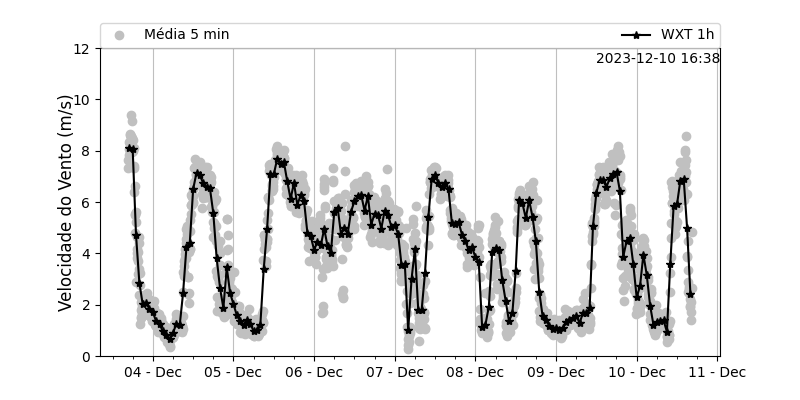 Média 5 min
WXT 1h
2023-12-10 16:38
Velocidade do Vento (m/s)
12
10
8
6
4
2
0
04 - Dec
05 - Dec
06 - Dec
07 - Dec
08 - Dec
09 - Dec
10 - Dec
11 - Dec